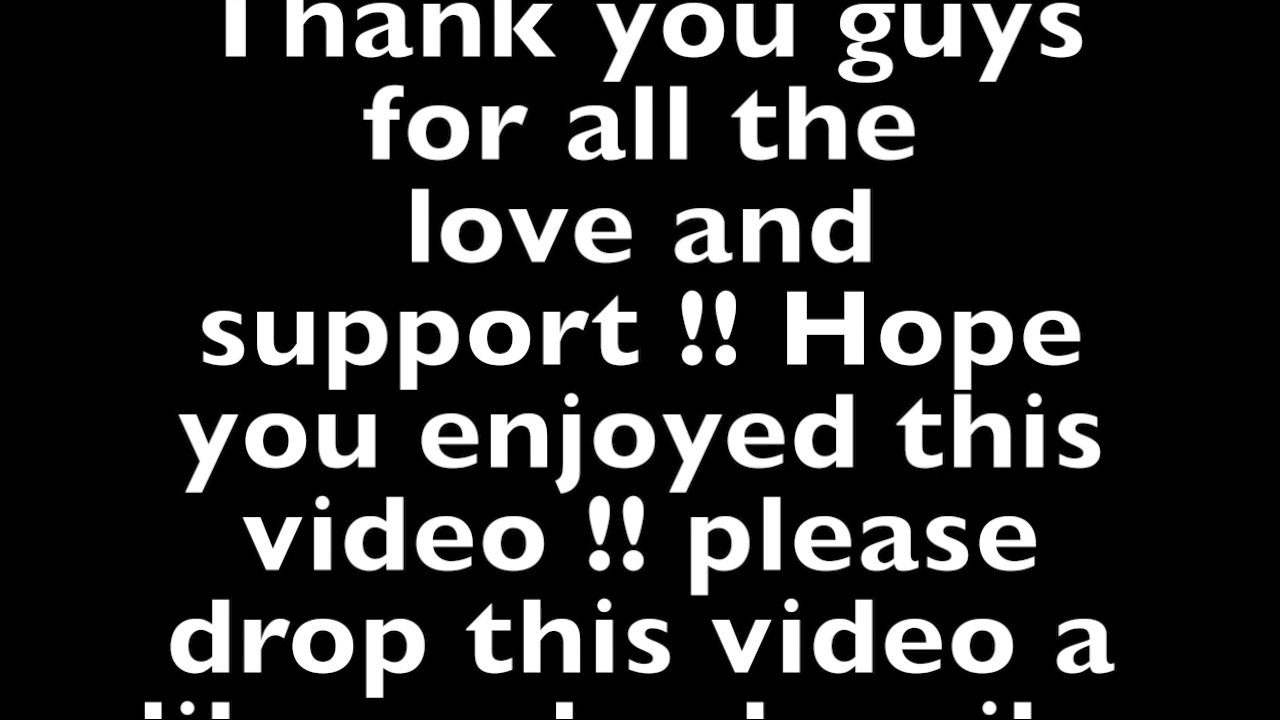 Thank you guys
for all the
love and
support !! Hope
you enjoyed this
video !! please
drop this video a